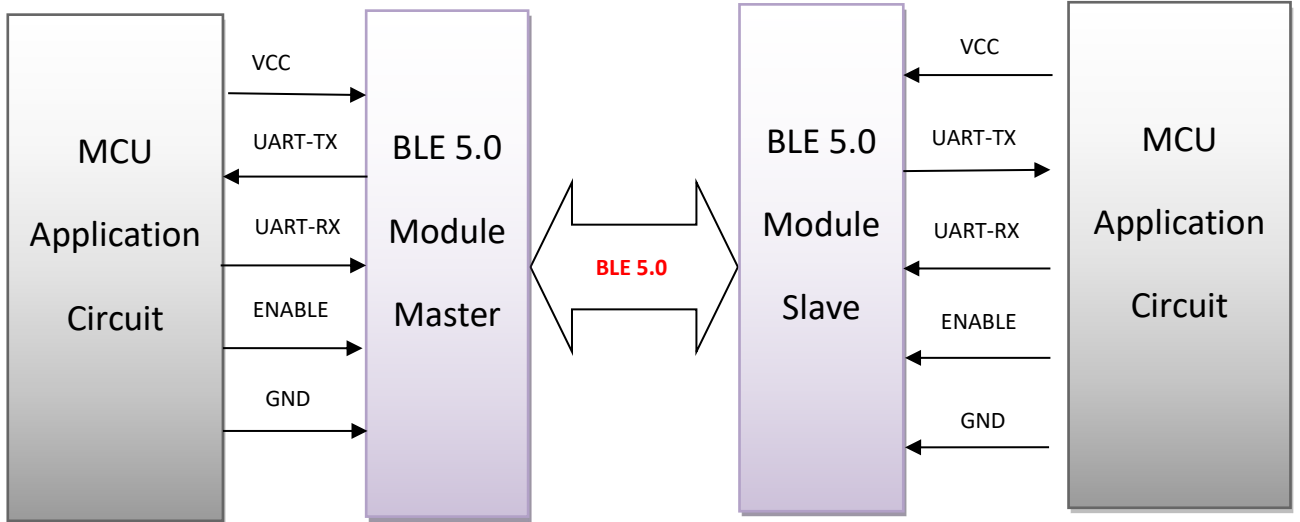 MCU
Application
Circuit
VCC
UART-TX
UART-RX
ENABLE
GND
BLE 5.0
Module
Master
BLE 5.0
BLE 5.0
Module
Slave
VCC
UART-TX
UART-RX
ENABLE
GND
MCU
Application
Circuit